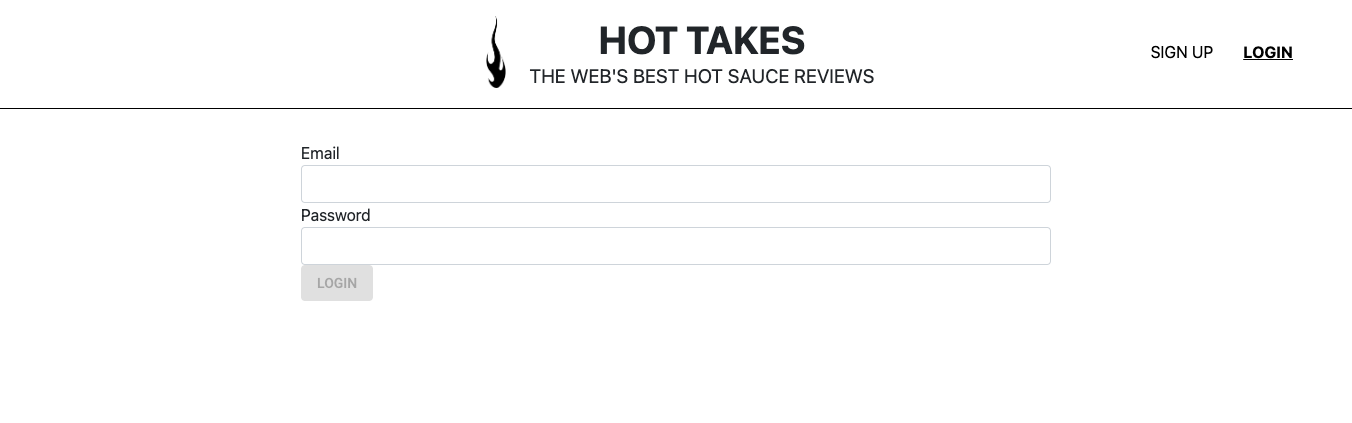 HOT TAKES
THE WEB'S BEST HOT SAUCE REVIEWS
SIGN UP LOGIN
Email
Password
LOGIN